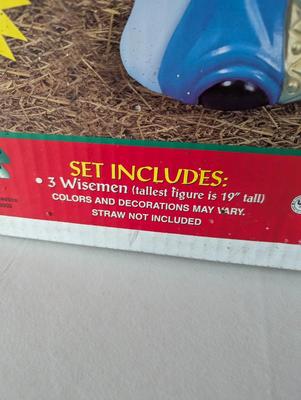 SET INCLUDES:
• 3 Wisemen (tallest figure is 19" tall)
COLORS AND DECORATIONS MAY VARY.
STRAW NOT INCLUDED